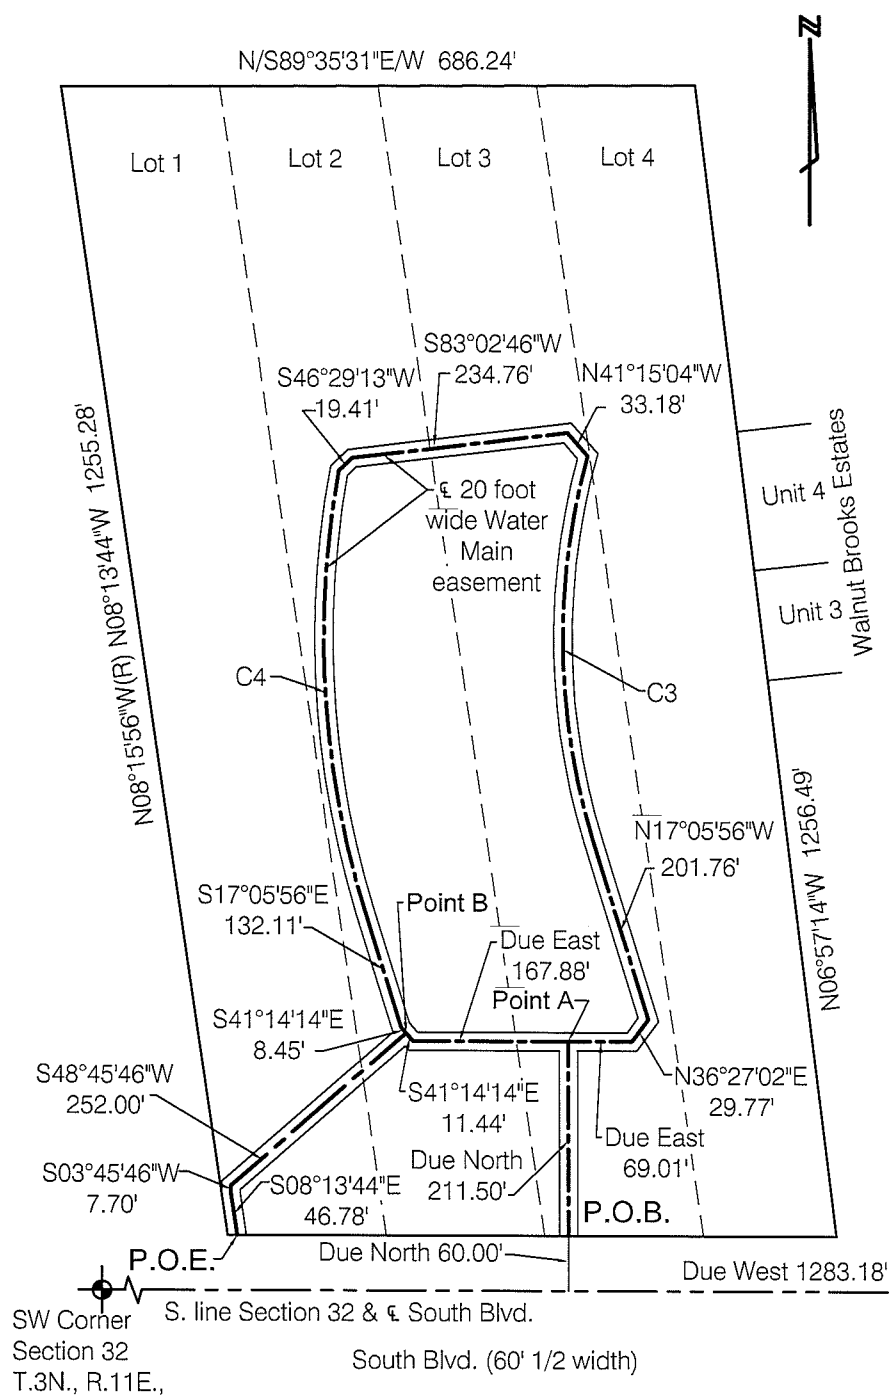 N
N/S89°35'31"E/W 686.24'
Lot 1
Lot 2
Lot 3
Lot 4
S83°02'46"W
234.76'
S46°29'13"W
19.41'
N41°15'04"W
33.18'
N08°15'56"W(R) N08°13'44"W 1255.28'
℄ 20 foot
wide Water
Main
easement
Unit 4
Unit 3
Walnut Brooks Estates
C4
C3
N17°05'56"W
201.76'
N06°57'14"W 1256.49'
S17°05'56"E
132.11'
Point B
Due East
167.88'
Point A
S41°14'14"E
8.45'
S48°45'46"W
252.00'
S41°14'14"E
11.44'
N36°27'02"E
29.77'
Due East
69.01'
Due North
211.50'
S03°45'46"W
7.70'
S08°13'44"E
46.78'
P.O.B.
P.O.E.
Due North 60.00'
Due West 1283.18'
SW Corner
Section 32
T.3N., R.11E.,
S. line Section 32 & ℄ South Blvd.
South Blvd. (60' 1/2 width)